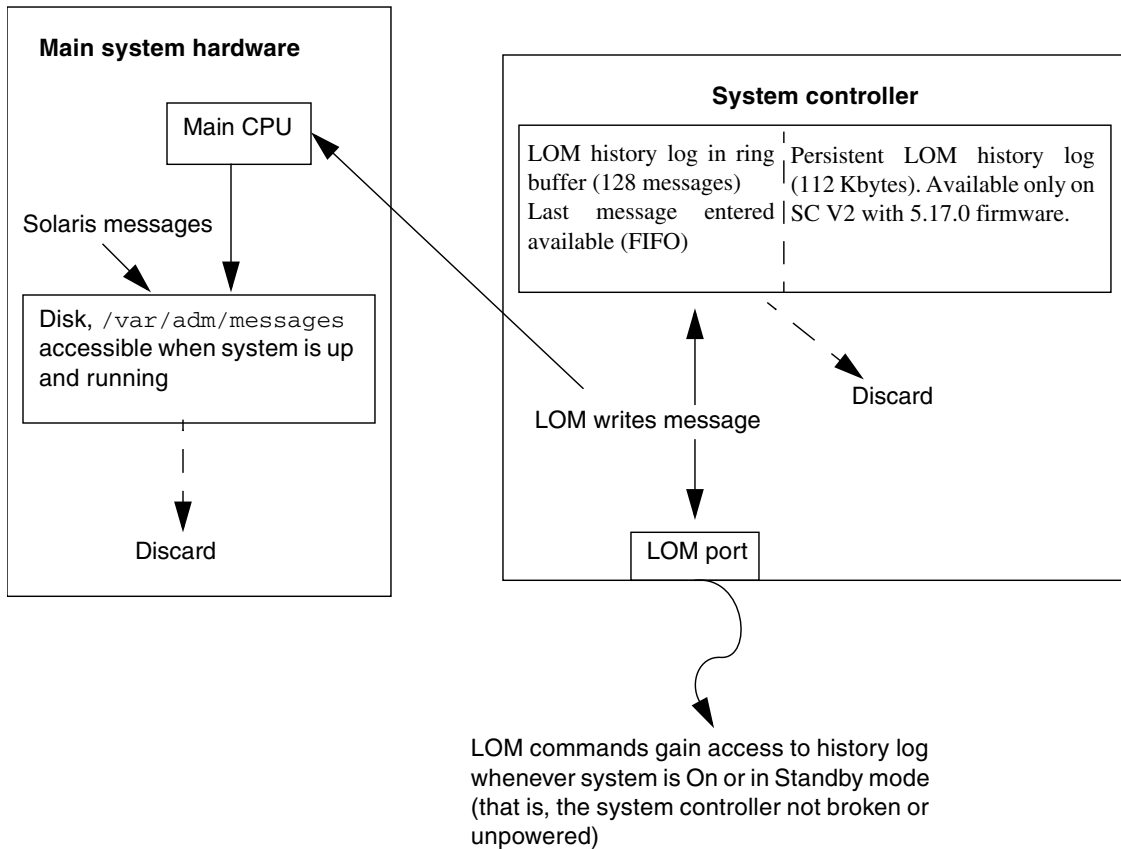 Main system hardware
Main CPU
Solaris messages
Disk, /var/adm/messages
accessible when system is up
and running
Discard
System controller
LOM history log in ring
buffer (128 messages)
Last message entered
available (FIFO)
Persistent LOM history log
(112 Kbytes). Available only on
SC V2 with 5.17.0 firmware.
Discard
LOM writes message
LOM port
LOM commands gain access to history log
whenever system is On or in Standby mode
(that is, the system controller not broken or
unpowered)